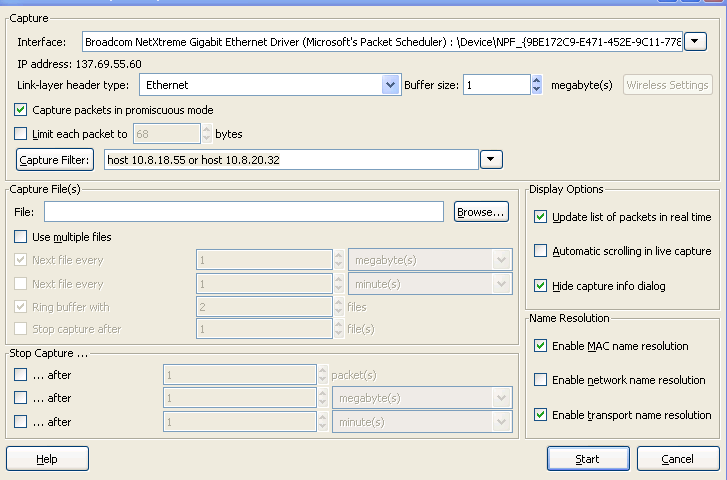 Capture
Interface: Broadcom NetXtreme Gigabit Ethernet Driver (Microsoft's Packet Scheduler) : \Device\NPF_{9BE172C9-E471-452E-9C11-778
IP address: 137.69.55.60
Link-layer header type: Ethernet Buffer size: 1 megabyte(s) Wireless Settings
Capture packets in promiscuous mode
Limit each packet to 68 bytes
Capture Filter: host 10.8.18.55 or host 10.8.20.32
Capture File(s)
File: Browse...
Use multiple files
Next file every 1 megabyte(s)
Next file every 1 minute(s)
Ring buffer with 2 files
Stop capture after 1 file(s)
Stop Capture ...
... after 1 packet(s)
... after 1 megabyte(s)
... after 1 minute(s)
Display Options
Update list of packets in real time
Automatic scrolling in live capture
Hide capture info dialog
Name Resolution
Enable MAC name resolution
Enable network name resolution
Enable transport name resolution
Help Start Cancel